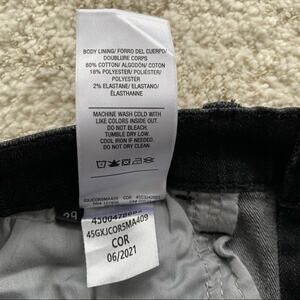 BODY LINING/ FORRO DEL CUERPO/
DOUBLURE CORPS
80% COTTON/ ALGODÓN/ COTON
18% POLYESTER/ POLIÉSTER/
POLYESTER
2% ELASTANE/ ELASTANO/
ÉLASTHANNE
MACHINE WASH COLD WITH
LIKE COLORS INSIDE OUT.
DO NOT BLEACH.
TUMBLE DRY LOW.
COOL IRON IF NEEDED.
DO NOT DRY CLEAN.
45GXJCORSMA409
COR
06/2021